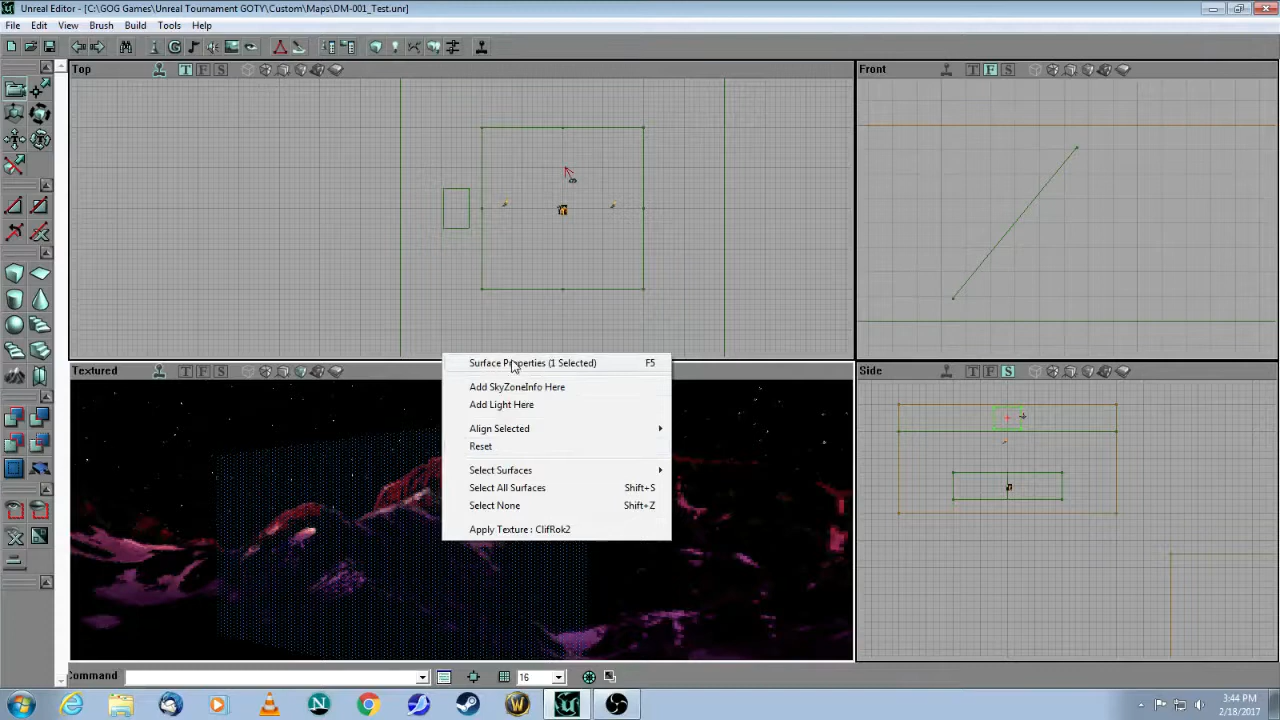 Unreal Editor - [C:\GOG Games\Unreal Tournament GOTY\Custom\Maps\DM-001_Test.unr]
File Edit View Brush Build Tools Help
Top T F S
Front T F S
Surface Properties (1 Selected) F5
Textured T F
Side T F S
Add SkyZoneInfo Here
Add Light Here
Align Selected
Reset
Select Surfaces
Select All Surfaces Shift+S
Select None Shift+Z
Apply Texture : ClifRok2
Command 16
3:44 PM
2/18/2017